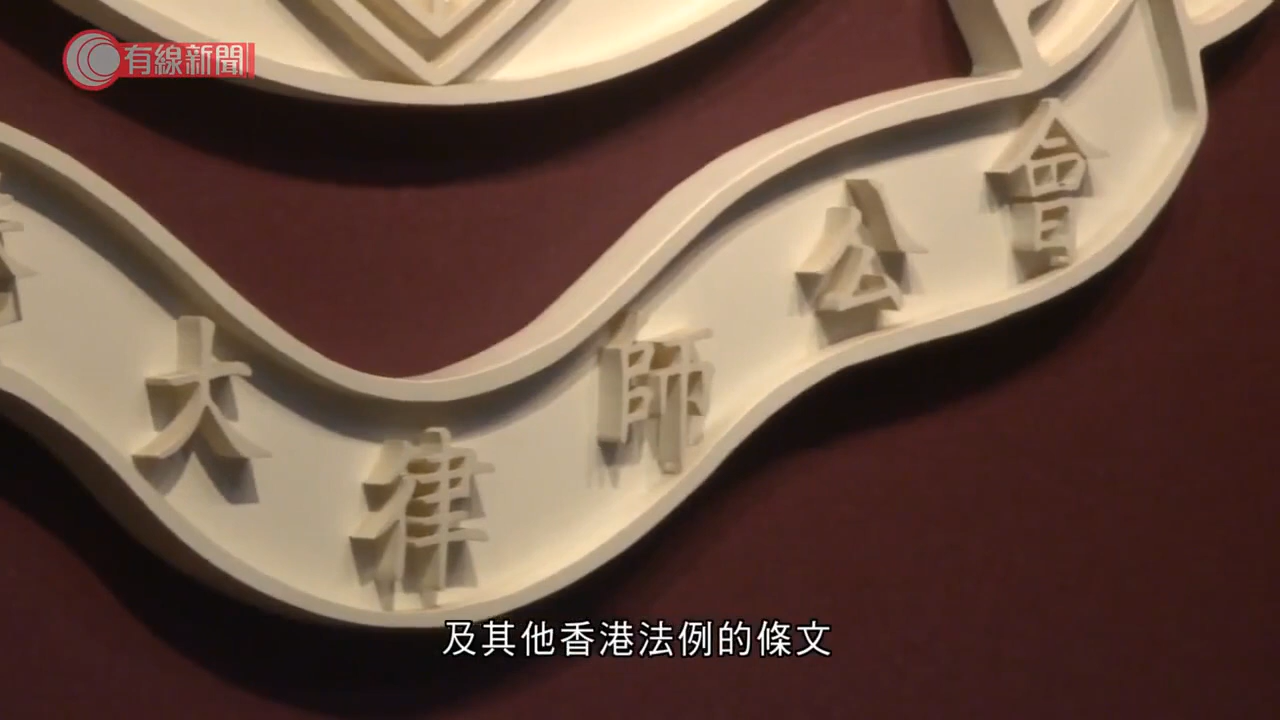 有線新聞
大律師公會
及其他香港法例的條文